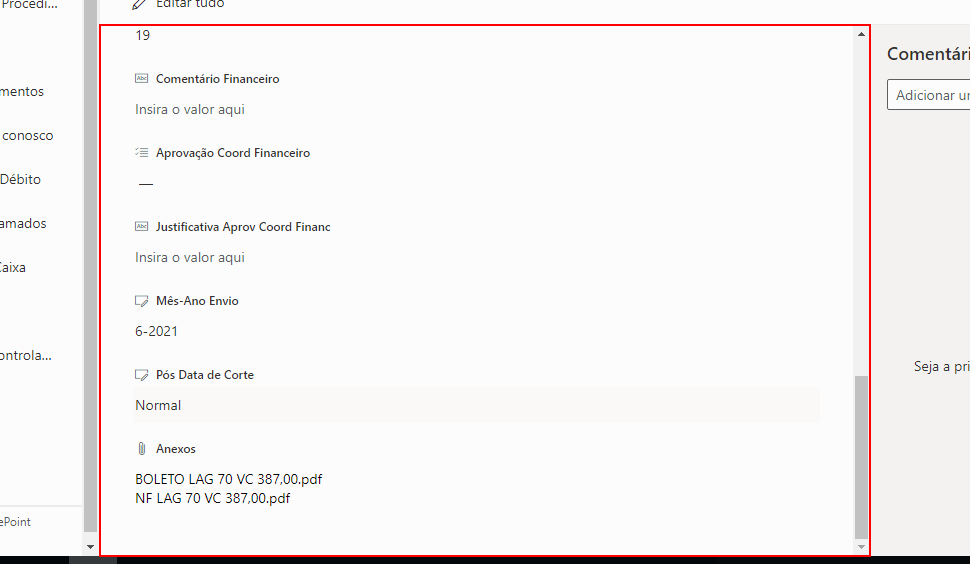 Procedi...
mentos
conosco
Débito
amados
Caixa
ontrola...
ePoint
Editar tudo
19
Comentário Financeiro
Insira o valor aqui
Aprovação Coord Financeiro
—
Justificativa Aprov Coord Financ
Insira o valor aqui
Mês-Ano Envio
6-2021
Pós Data de Corte
Normal
Anexos
BOLETO LAG 70 VC 387,00.pdf
NF LAG 70 VC 387,00.pdf
Comentári
Adicionar u
Seja a pri